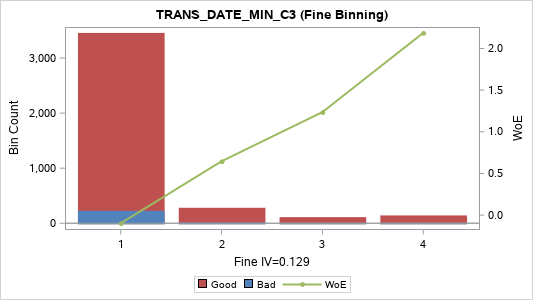 TRANS_DATE_MIN_C3 (Fine Binning)
3,000
2,000
1,000
0
Bin Count
2.0
1.5
1.0
0.5
0.0
WoE
1 2 3 4
Fine IV=0.129
Good Bad WoE